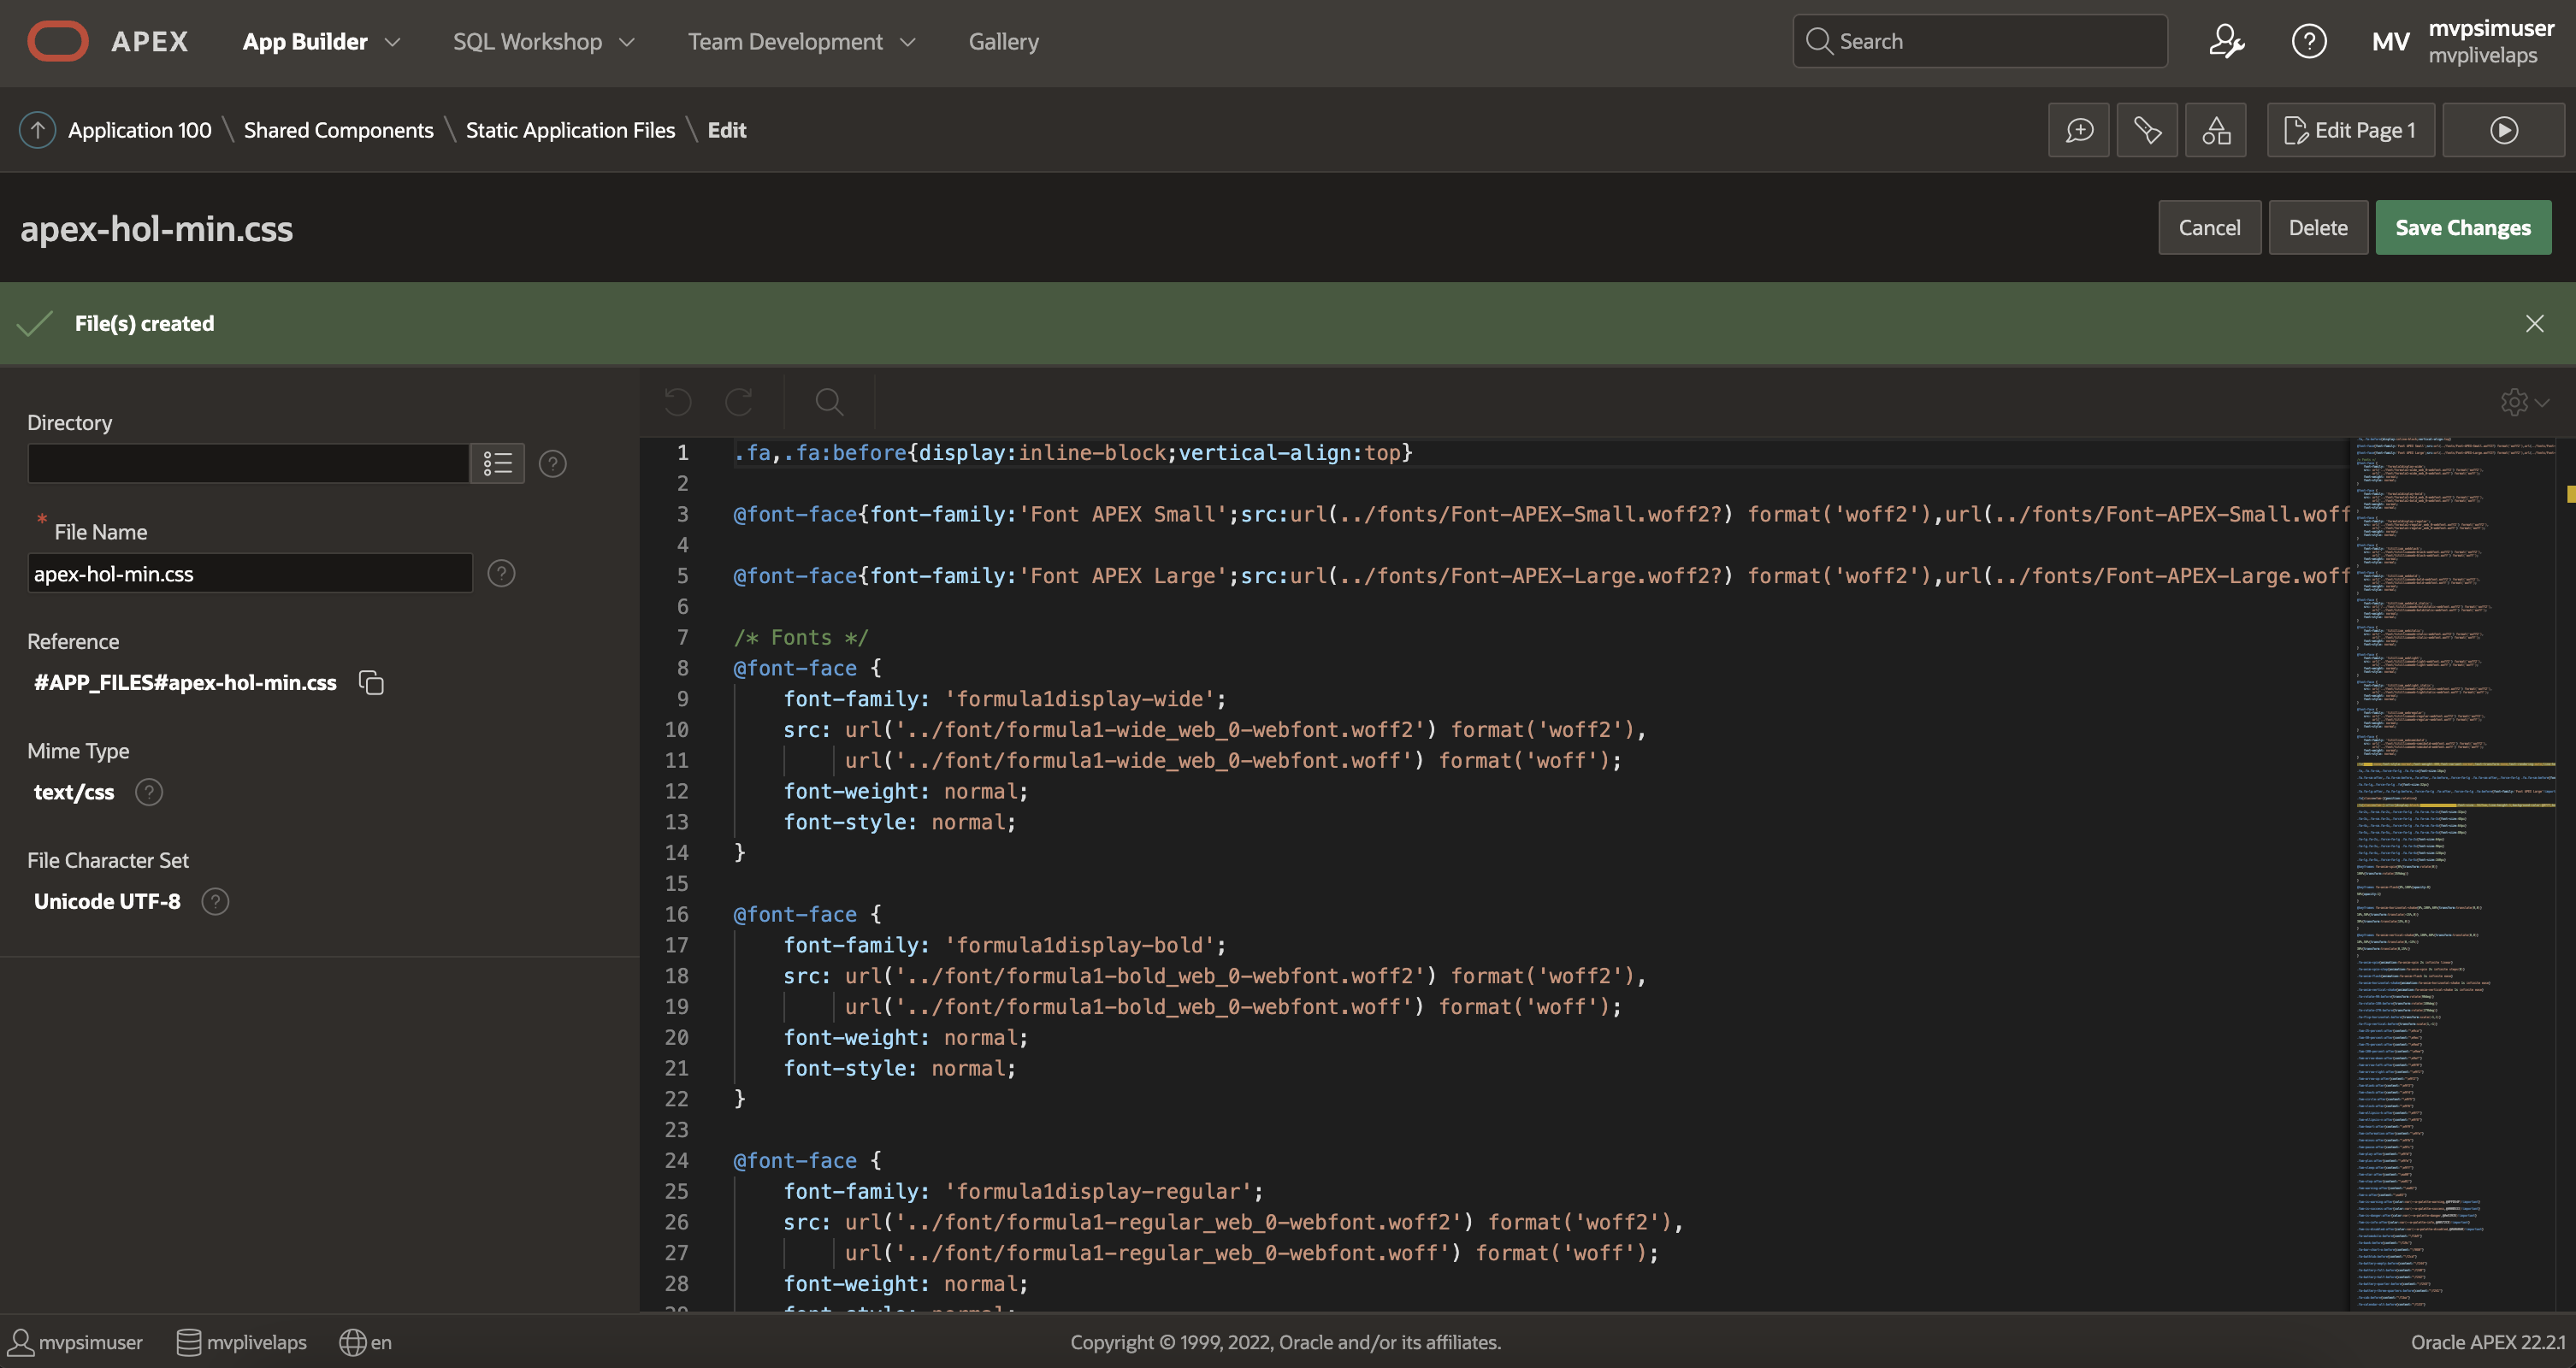 APEX App Builder SQL Workshop Team Development Gallery Search MV mvpsimuser
mvplivelaps
Application 100 \ Shared Components \ Static Application Files \ Edit Edit Page 1
apex-hol-min.css Cancel Delete Save Changes
File(s) created
Directory
* File Name
apex-hol-min.css
Reference
#APP_FILES#apex-hol-min.css
Mime Type
text/css
File Character Set
Unicode UTF-8
1 .fa,.fa:before{display:inline-block;vertical-align:top}
2
3 @font-face{font-family:'Font APEX Small';src:url(../fonts/Font-APEX-Small.woff2?) format('woff2'),url(../fonts/Font-APEX-Small.woff
4
5 @font-face{font-family:'Font APEX Large';src:url(../fonts/Font-APEX-Large.woff2?) format('woff2'),url(../fonts/Font-APEX-Large.woff
6
7 /* Fonts */
8 @font-face {
9 font-family: 'formula1display-wide';
10 src: url('../font/formula1-wide_web_0-webfont.woff2') format('woff2'),
11 url('../font/formula1-wide_web_0-webfont.woff') format('woff');
12 font-weight: normal;
13 font-style: normal;
14 }
15
16 @font-face {
17 font-family: 'formula1display-bold';
18 src: url('../font/formula1-bold_web_0-webfont.woff2') format('woff2'),
19 url('../font/formula1-bold_web_0-webfont.woff') format('woff');
20 font-weight: normal;
21 font-style: normal;
22 }
23
24 @font-face {
25 font-family: 'formula1display-regular';
26 src: url('../font/formula1-regular_web_0-webfont.woff2') format('woff2'),
27 url('../font/formula1-regular_web_0-webfont.woff') format('woff');
28 font-weight: normal;
29 font-style: normal;
mvpsimuser mvplivelaps en Copyright © 1999, 2022, Oracle and/or its affiliates. Oracle APEX 22.2.1